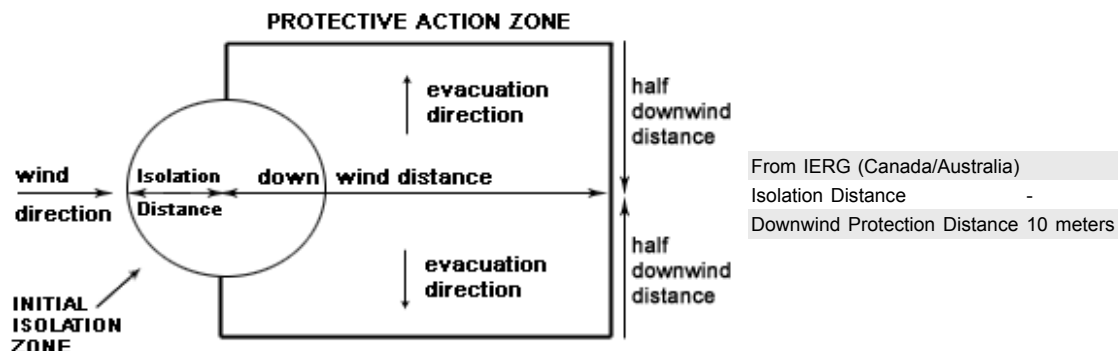 PROTECTIVE ACTION ZONE
evacuation
direction
half
downwind
distance
wind
direction
Isolation
Distance
down wind distance
evacuation
direction
half
downwind
distance
INITIAL
ISOLATION
ZONE
From IERG (Canada/Australia)
Isolation Distance -
Downwind Protection Distance 10 meters